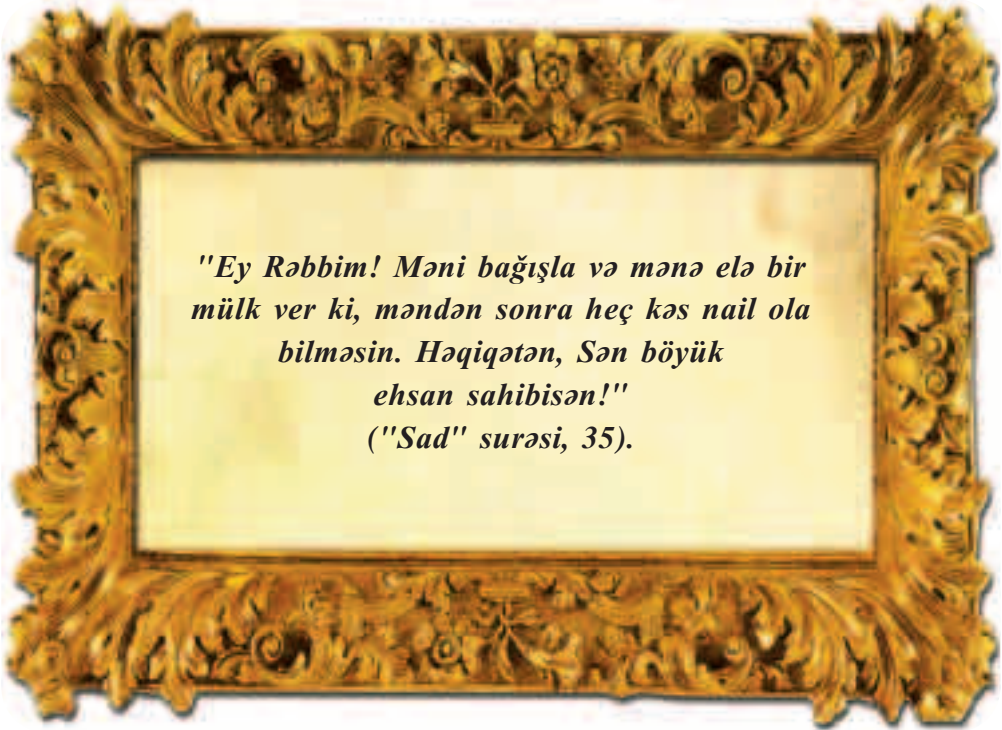 "Ey Rəbbim! Məni bağışla və mənə elə bir
mülk ver ki, məndən sonra heç kəs nail ola
bilməsin. Həqiqətən, Sən böyük
ehsan sahibisən!"
("Sad" surəsi, 35).